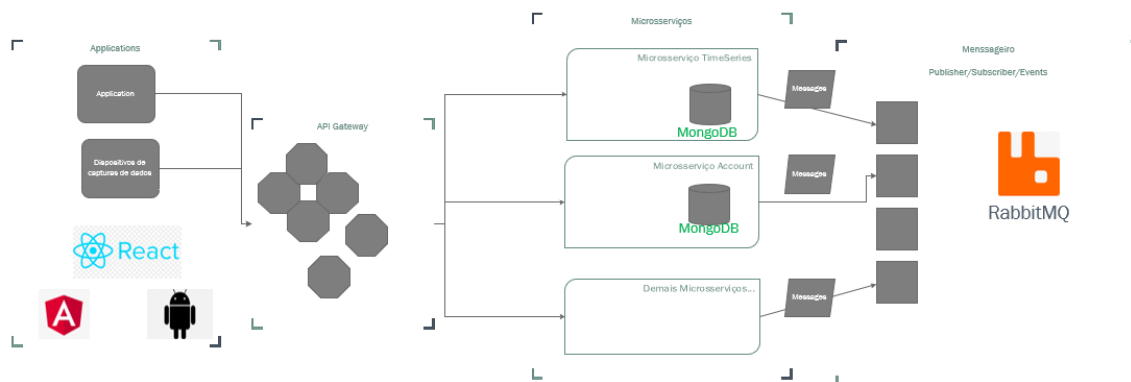 Applications
Application
Dispositivos de
capturas de dados
React
API Gateway
Microsserviços
Microsserviço TimeSeries
MongoDB
Microsserviço Account
MongoDB
Demais Microsserviços...
Messages
Messages
Messages
Menssageiro
Publisher/Subscriber/Events
RabbitMQ